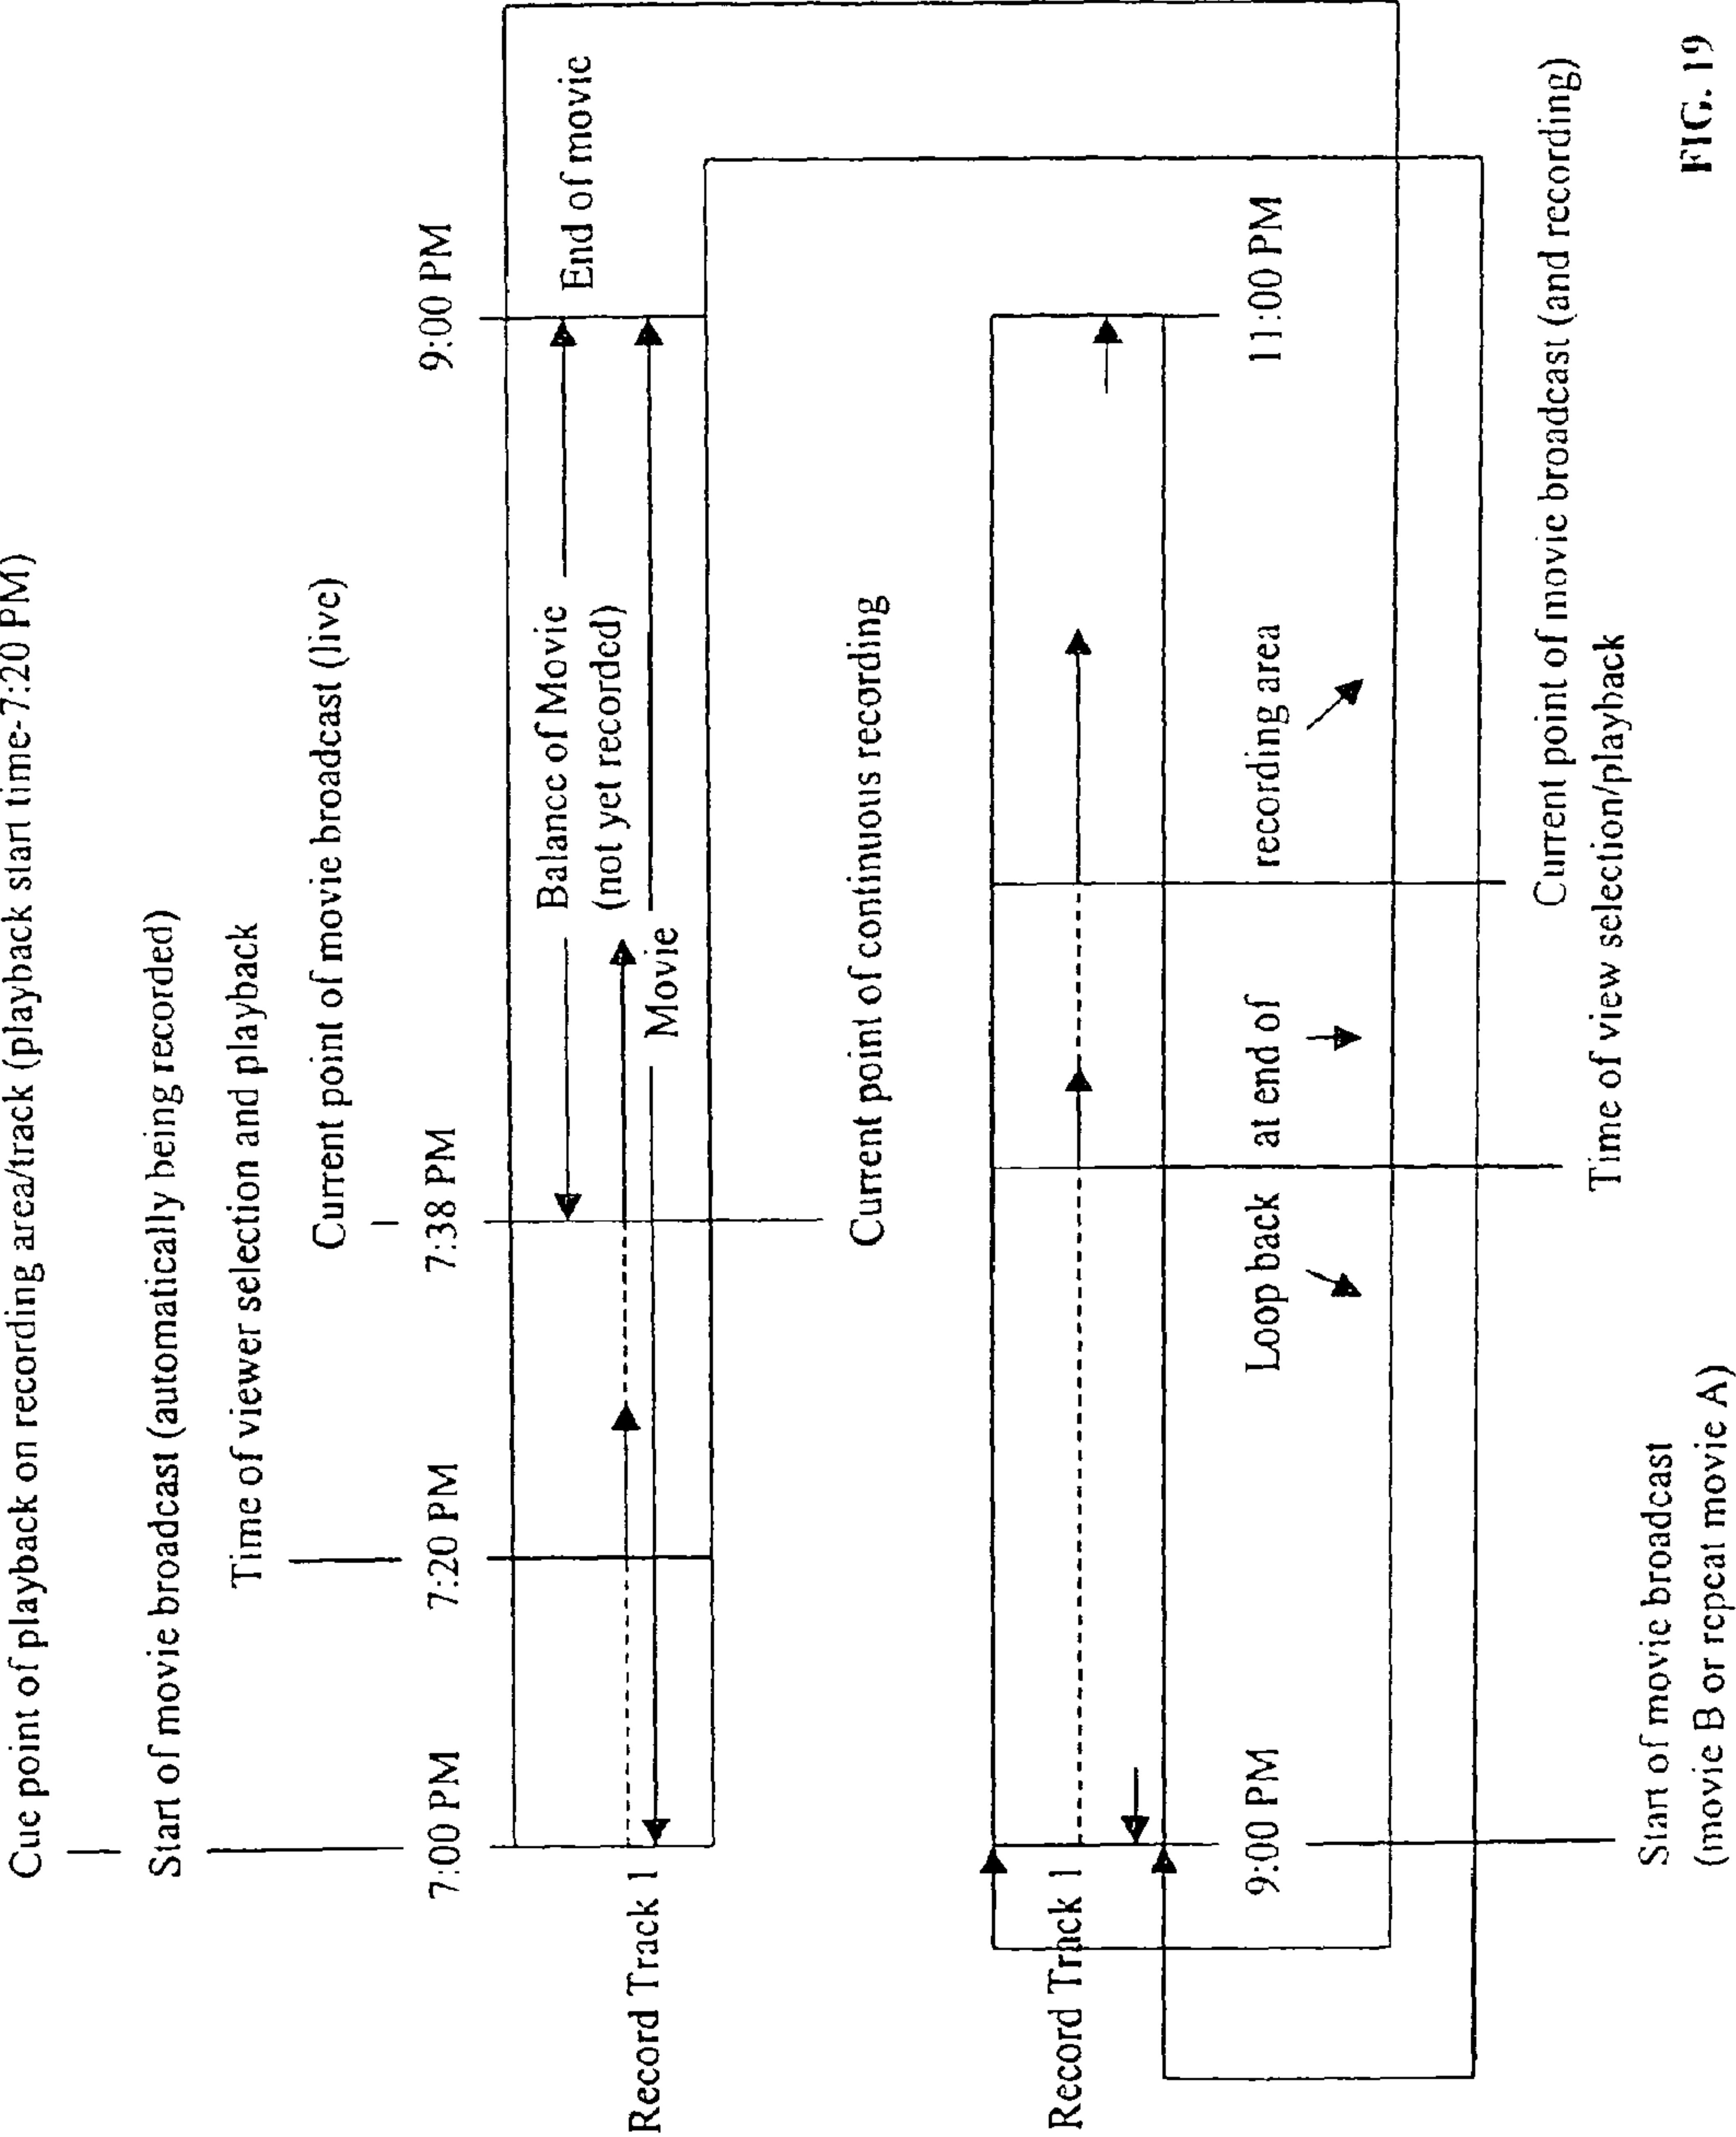 Cue point of playback on recording area/track (playback start time-7:20 PM)
Start of movie broadcast (automatically being recorded)
Time of viewer selection and playback
Current point of movie broadcast (live)
7:00 PM
7:20 PM
7:38 PM
9:00 PM
Balance of Movie
(not yet recorded)
End of movie
Movie
Record Track 1
Current point of continuous recording
Record Track 1
9:00 PM
Loop back
at end of
recording area
11:00 PM
Current point of movie broadcast (and recording)
Time of view selection/playback
Start of movie broadcast
(movie B or repeat movie A)
FIG. 19